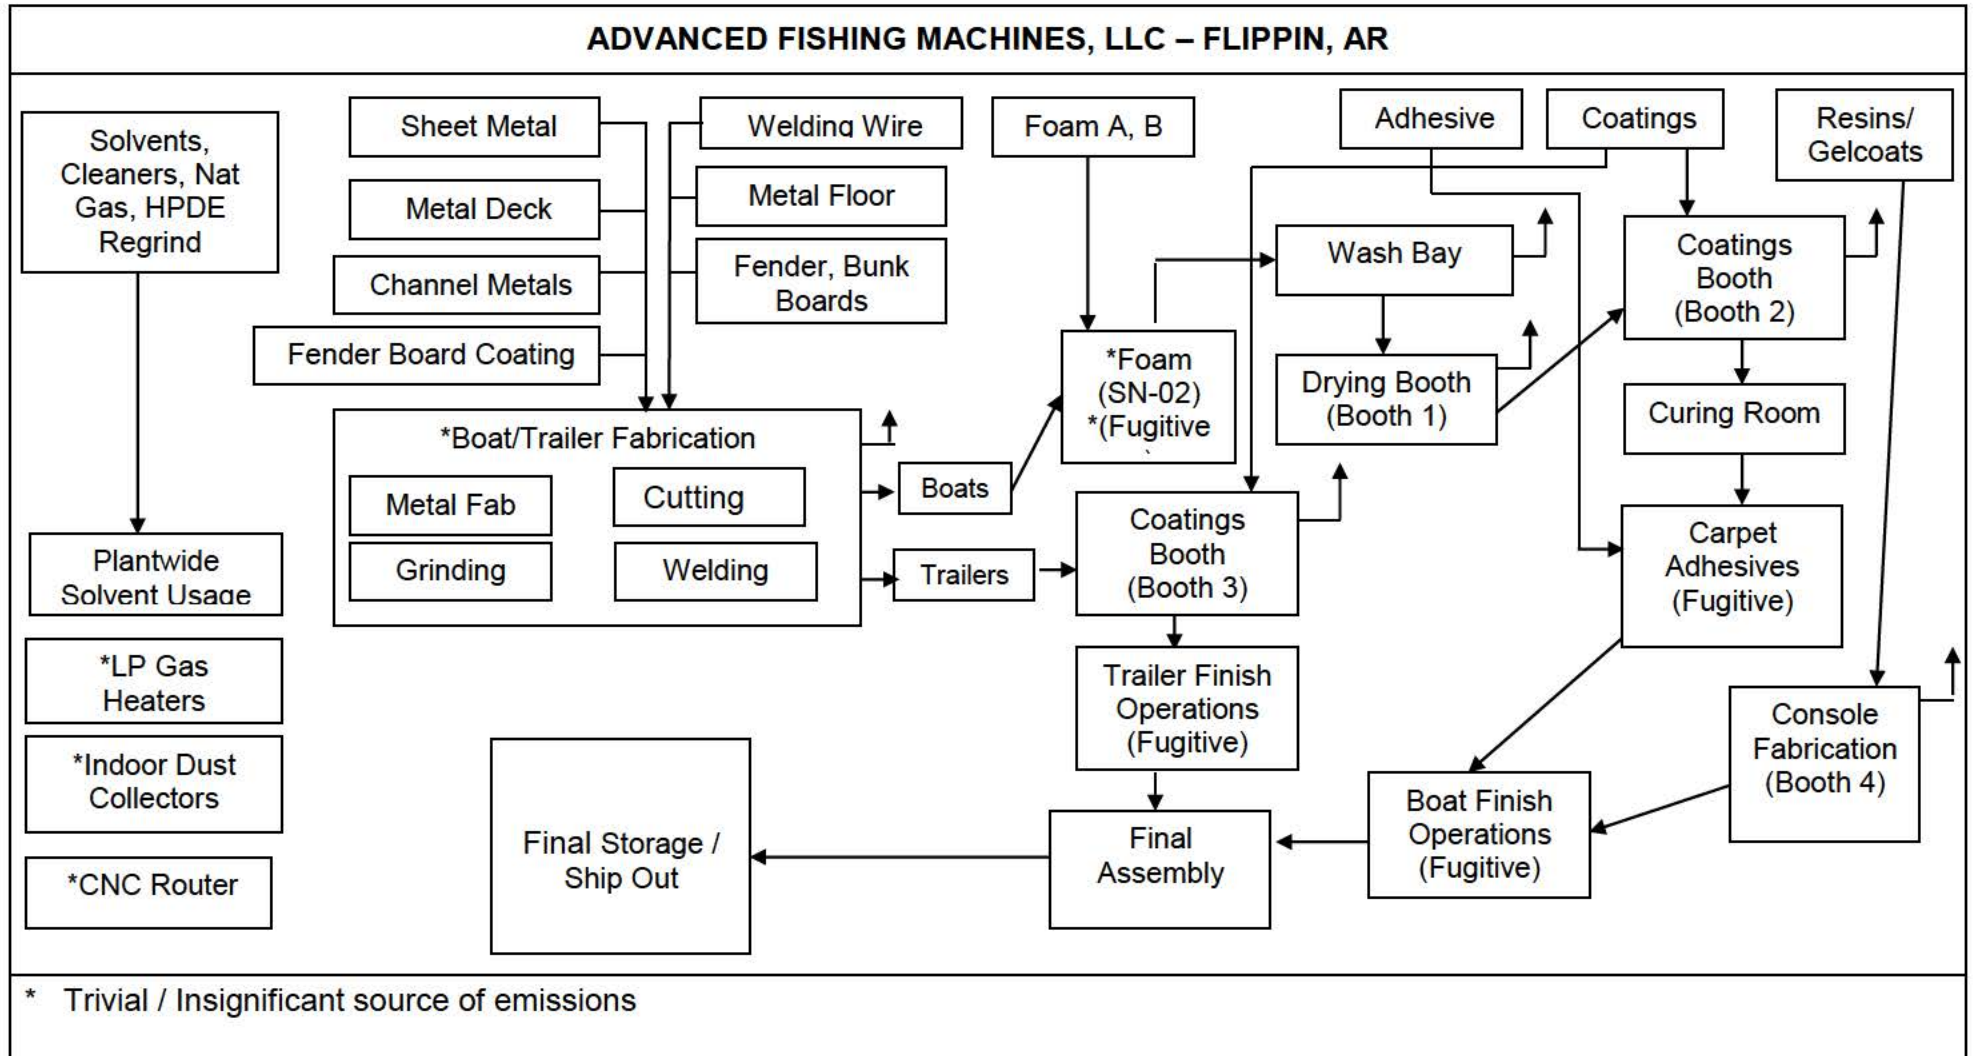 ADVANCED FISHING MACHINES, LLC – FLIPPIN, AR
Solvents,
Cleaners, Nat
Gas, HPDE
Regrind
Sheet Metal
Metal Deck
Channel Metals
Fender Board Coating
Welding Wire
Metal Floor
Fender, Bunk
Boards
Foam A, B
Adhesive
Coatings
Resins/
Gelcoats
Wash Bay
Drying Booth
(Booth 1)
Coatings
Booth
(Booth 2)
Curing Room
*Foam
(SN-02)
*(Fugitive
*Boat/Trailer Fabrication
Metal Fab
Cutting
Grinding
Welding
Boats
Trailers
Coatings
Booth
(Booth 3)
Carpet
Adhesives
(Fugitive)
Plantwide
Solvent Usage
*LP Gas
Heaters
*Indoor Dust
Collectors
*CNC Router
Trailer Finish
Operations
(Fugitive)
Console
Fabrication
(Booth 4)
Boat Finish
Operations
(Fugitive)
Final
Assembly
Final Storage /
Ship Out
* Trivial / Insignificant source of emissions